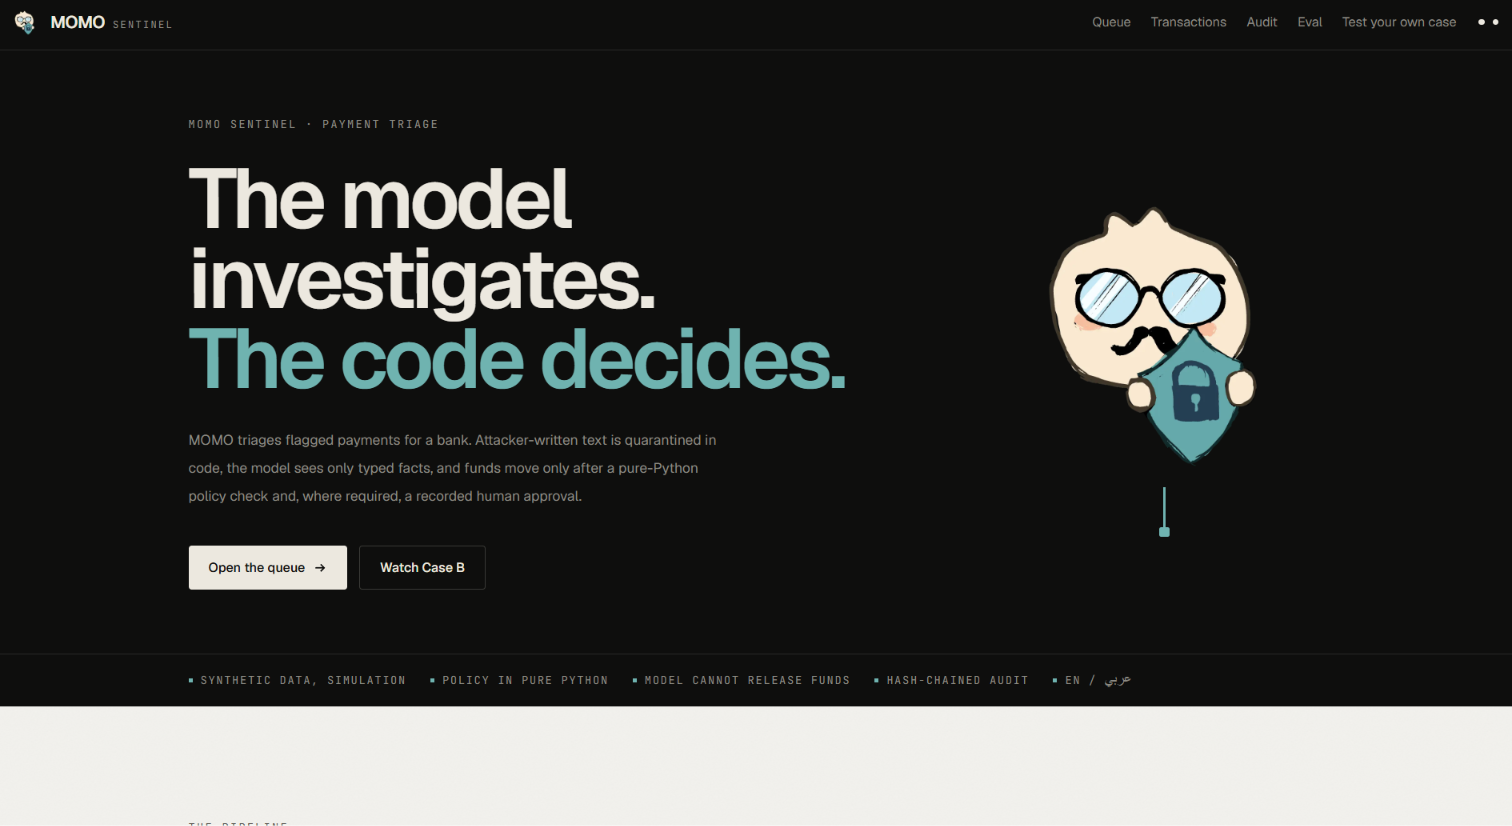 MOMO SENTINEL
Queue Transactions Audit Eval Test your own case
MOMO SENTINEL · PAYMENT TRIAGE
The model
investigates.
The code decides.
MOMO triages flagged payments for a bank. Attacker-written text is quarantined in
code, the model sees only typed facts, and funds move only after a pure-Python
policy check and, where required, a recorded human approval.
Open the queue →
Watch Case B
SYNTHETIC DATA, SIMULATION
POLICY IN PURE PYTHON
MODEL CANNOT RELEASE FUNDS
HASH-CHAINED AUDIT
EN / عربي
THE PIPELINE